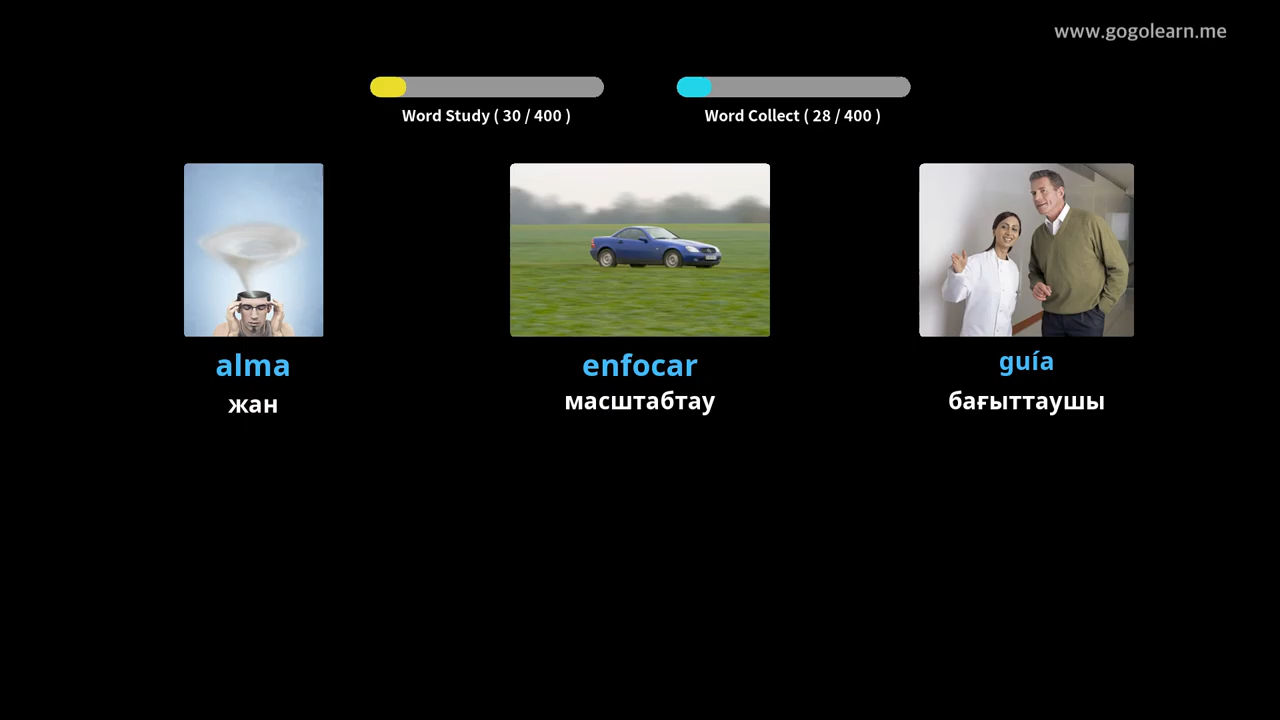 www.gogolearn.me
Word Study ( 30 / 400 )
Word Collect ( 28 / 400 )
alma
жан
enfocar
масштабтау
guía
бағыттаушы